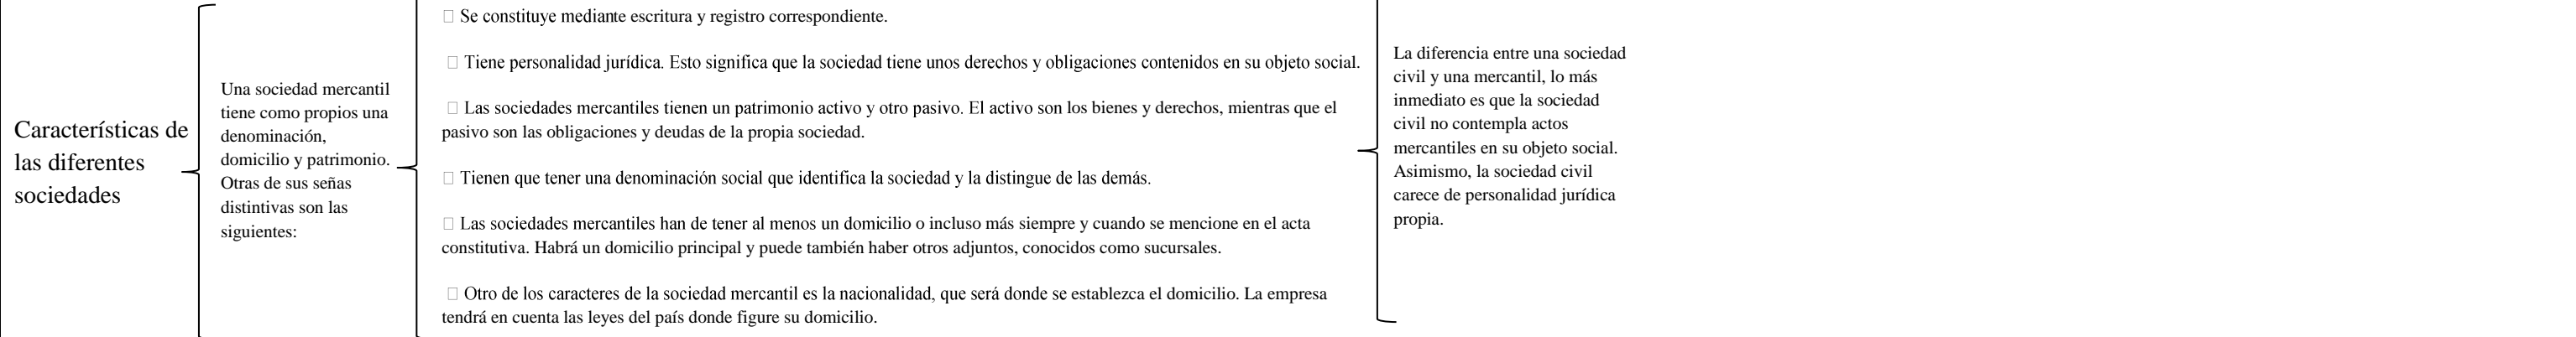 Características de
las diferentes
sociedades
Una sociedad mercantil
tiene como propios una
denominación,
domicilio y patrimonio.
Otras de sus señas
distintivas son las
siguientes:
Se constituye mediante escritura y registro correspondiente.
Tiene personalidad jurídica. Esto significa que la sociedad tiene unos derechos y obligaciones contenidos en su objeto social.
Las sociedades mercantiles tienen un patrimonio activo y otro pasivo. El activo son los bienes y derechos, mientras que el
pasivo son las obligaciones y deudas de la propia sociedad.
Tienen que tener una denominación social que identifica la sociedad y la distingue de las demás.
Las sociedades mercantiles han de tener al menos un domicilio o incluso más siempre y cuando se mencione en el acta
constitutiva. Habrá un domicilio principal y puede también haber otros adjuntos, conocidos como sucursales.
Otro de los caracteres de la sociedad mercantil es la nacionalidad, que será donde se establezca el domicilio. La empresa
tendrá en cuenta las leyes del país donde figure su domicilio.
La diferencia entre una sociedad
civil y una mercantil, lo más
inmediato es que la sociedad
civil no contempla actos
mercantiles en su objeto social.
Asimismo, la sociedad civil
carece de personalidad jurídica
propia.